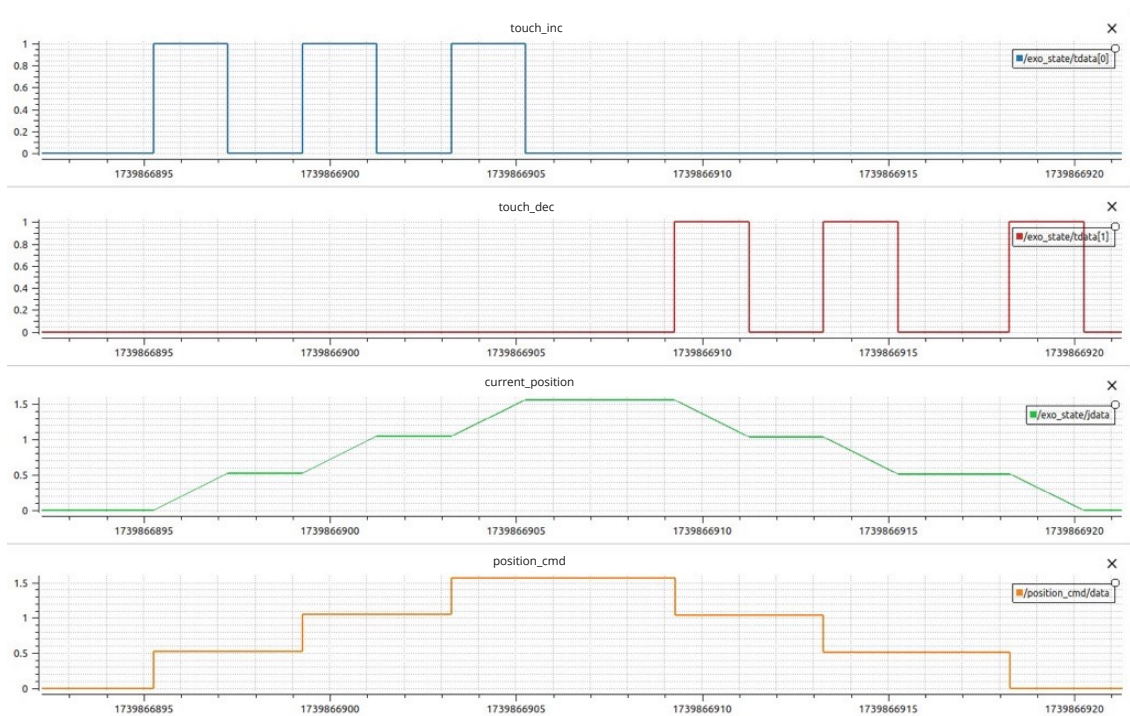 touch_inc
/exo_state/tdata[0]
1
0.8
0.6
0.4
0.2
0
1739866895 1739866900 1739866905 1739866910 1739866915 1739866920
touch_dec
/exo_state/tdata[1]
1
0.8
0.6
0.4
0.2
0
1739866895 1739866900 1739866905 1739866910 1739866915 1739866920
current_position
/exo_state/jdata
1.5
1
0.5
0
1739866895 1739866900 1739866905 1739866910 1739866915 1739866920
position_cmd
/position_cmd/data
1.5
1
0.5
0
1739866895 1739866900 1739866905 1739866910 1739866915 1739866920